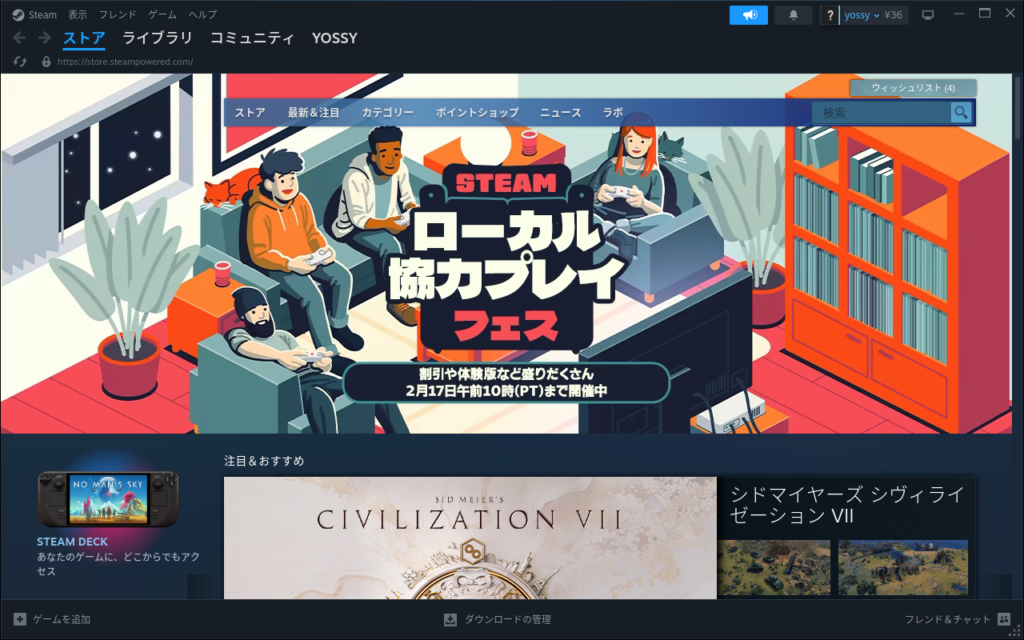 Steam 表示 フレンド ゲーム ヘルプ
? yossy ¥36
ストア ライブラリ コミュニティ YOSSY
https://store.steampowered.com/
ウィッシュリスト (4)
ストア 最新＆注目 カテゴリー ポイントショップ ニュース ラボ 検索
STEAM
ローカル
協力プレイ
フェス
割引や体験版など盛りだくさん
2月17日午前10時(PT)まで開催中
注目＆おすすめ
NO MAN'S SKY
STEAM DECK
あなたのゲームに、どこからでもアク
セス
SID MEIER'S
CIVILIZATION VII
シドマイヤーズ シヴィライ
ゼーション VII
ゲームを追加 ダウンロードの管理 フレンド＆チャット